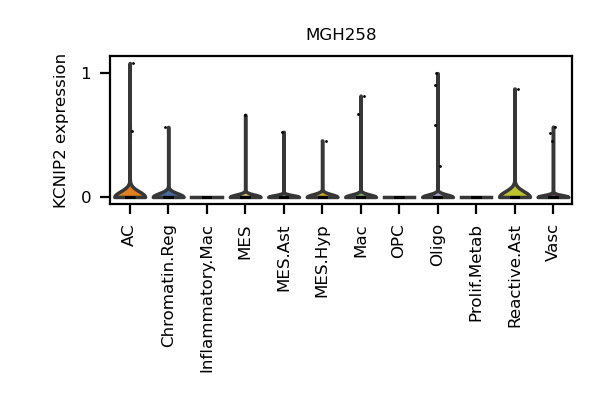 MGH258
KCNIP2 expression
1
0
AC
Chromatin.Reg
Inflammatory.Mac
MES
MES.Ast
MES.Hyp
Mac
OPC
Oligo
Prolif.Metab
Reactive.Ast
Vasc